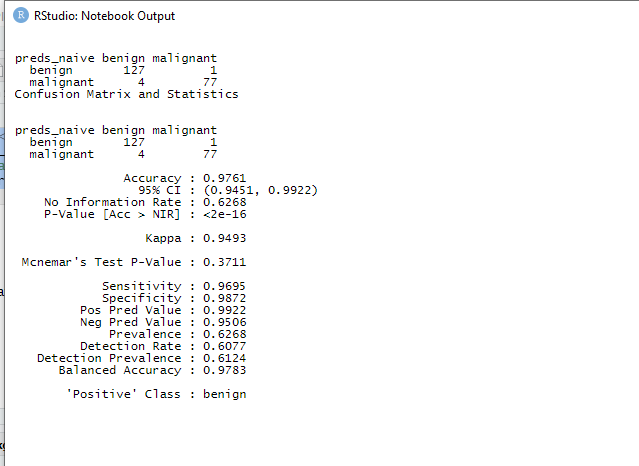 R RStudio: Notebook Output
preds_naive benign malignant
benign 127 1
malignant 4 77
Confusion Matrix and Statistics
preds_naive benign malignant
benign 127 1
malignant 4 77
Accuracy : 0.9761
95% CI : (0.9451, 0.9922)
No Information Rate : 0.6268
P-Value [Acc > NIR] : <2e-16
Kappa : 0.9493
Mcnemar's Test P-Value : 0.3711
Sensitivity : 0.9695
Specificity : 0.9872
Pos Pred Value : 0.9922
Neg Pred Value : 0.9506
Prevalence : 0.6268
Detection Rate : 0.6077
Detection Prevalence : 0.6124
Balanced Accuracy : 0.9783
'Positive' Class : benign